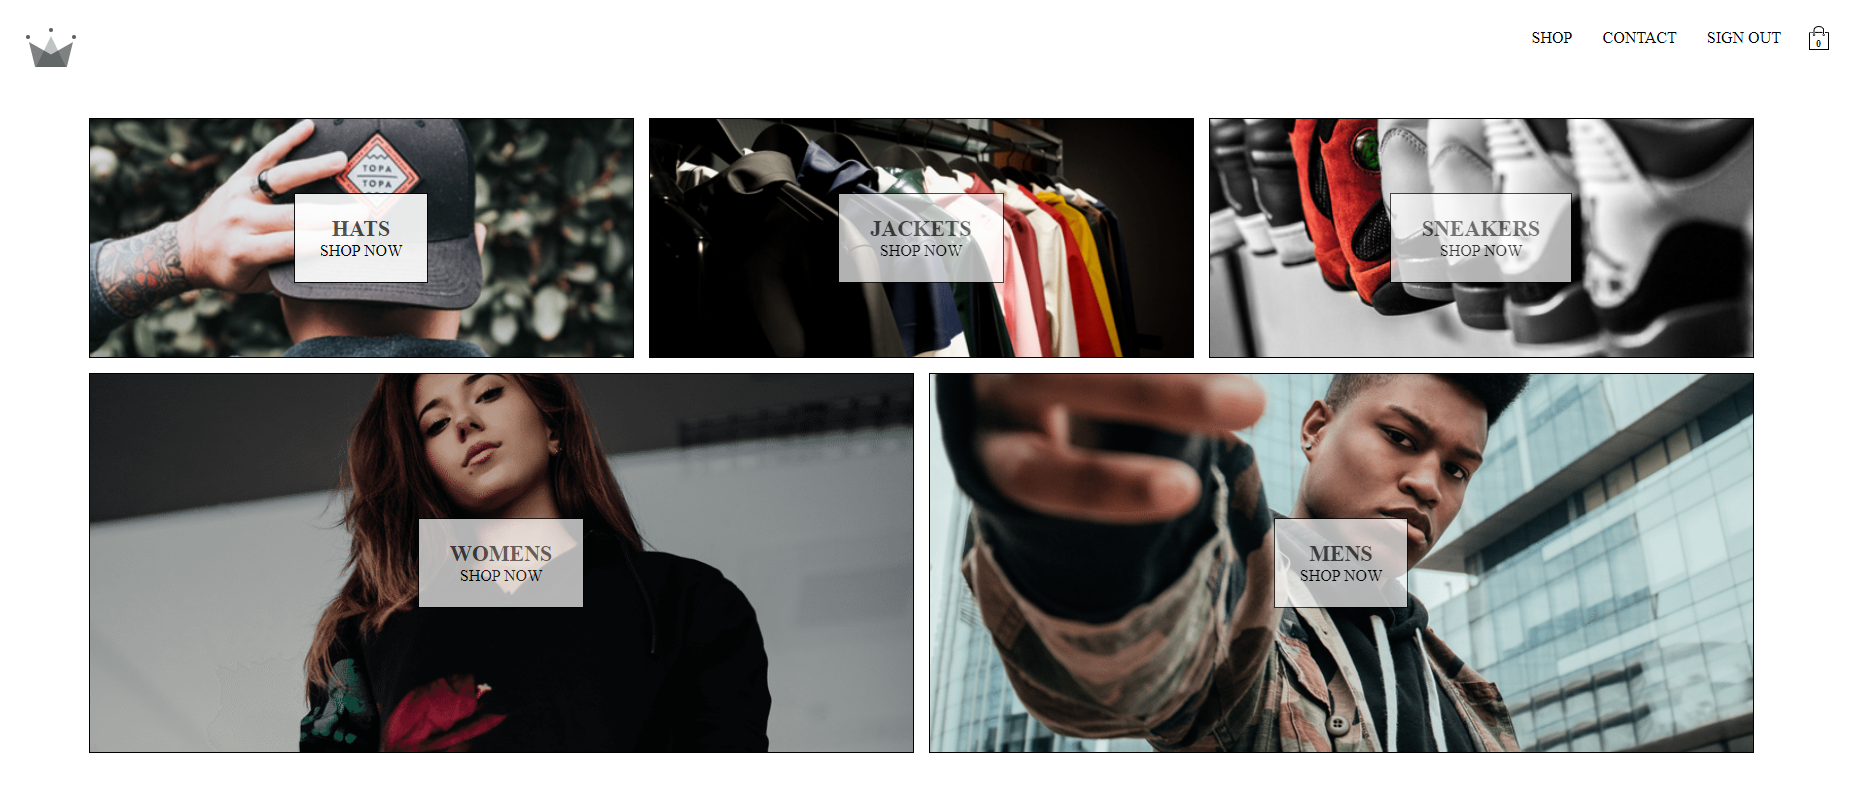 SHOP CONTACT SIGN OUT
0
TOPA
TOPA
HATS
SHOP NOW
JACKETS
SHOP NOW
SNEAKERS
SHOP NOW
WOMENS
SHOP NOW
MENS
SHOP NOW